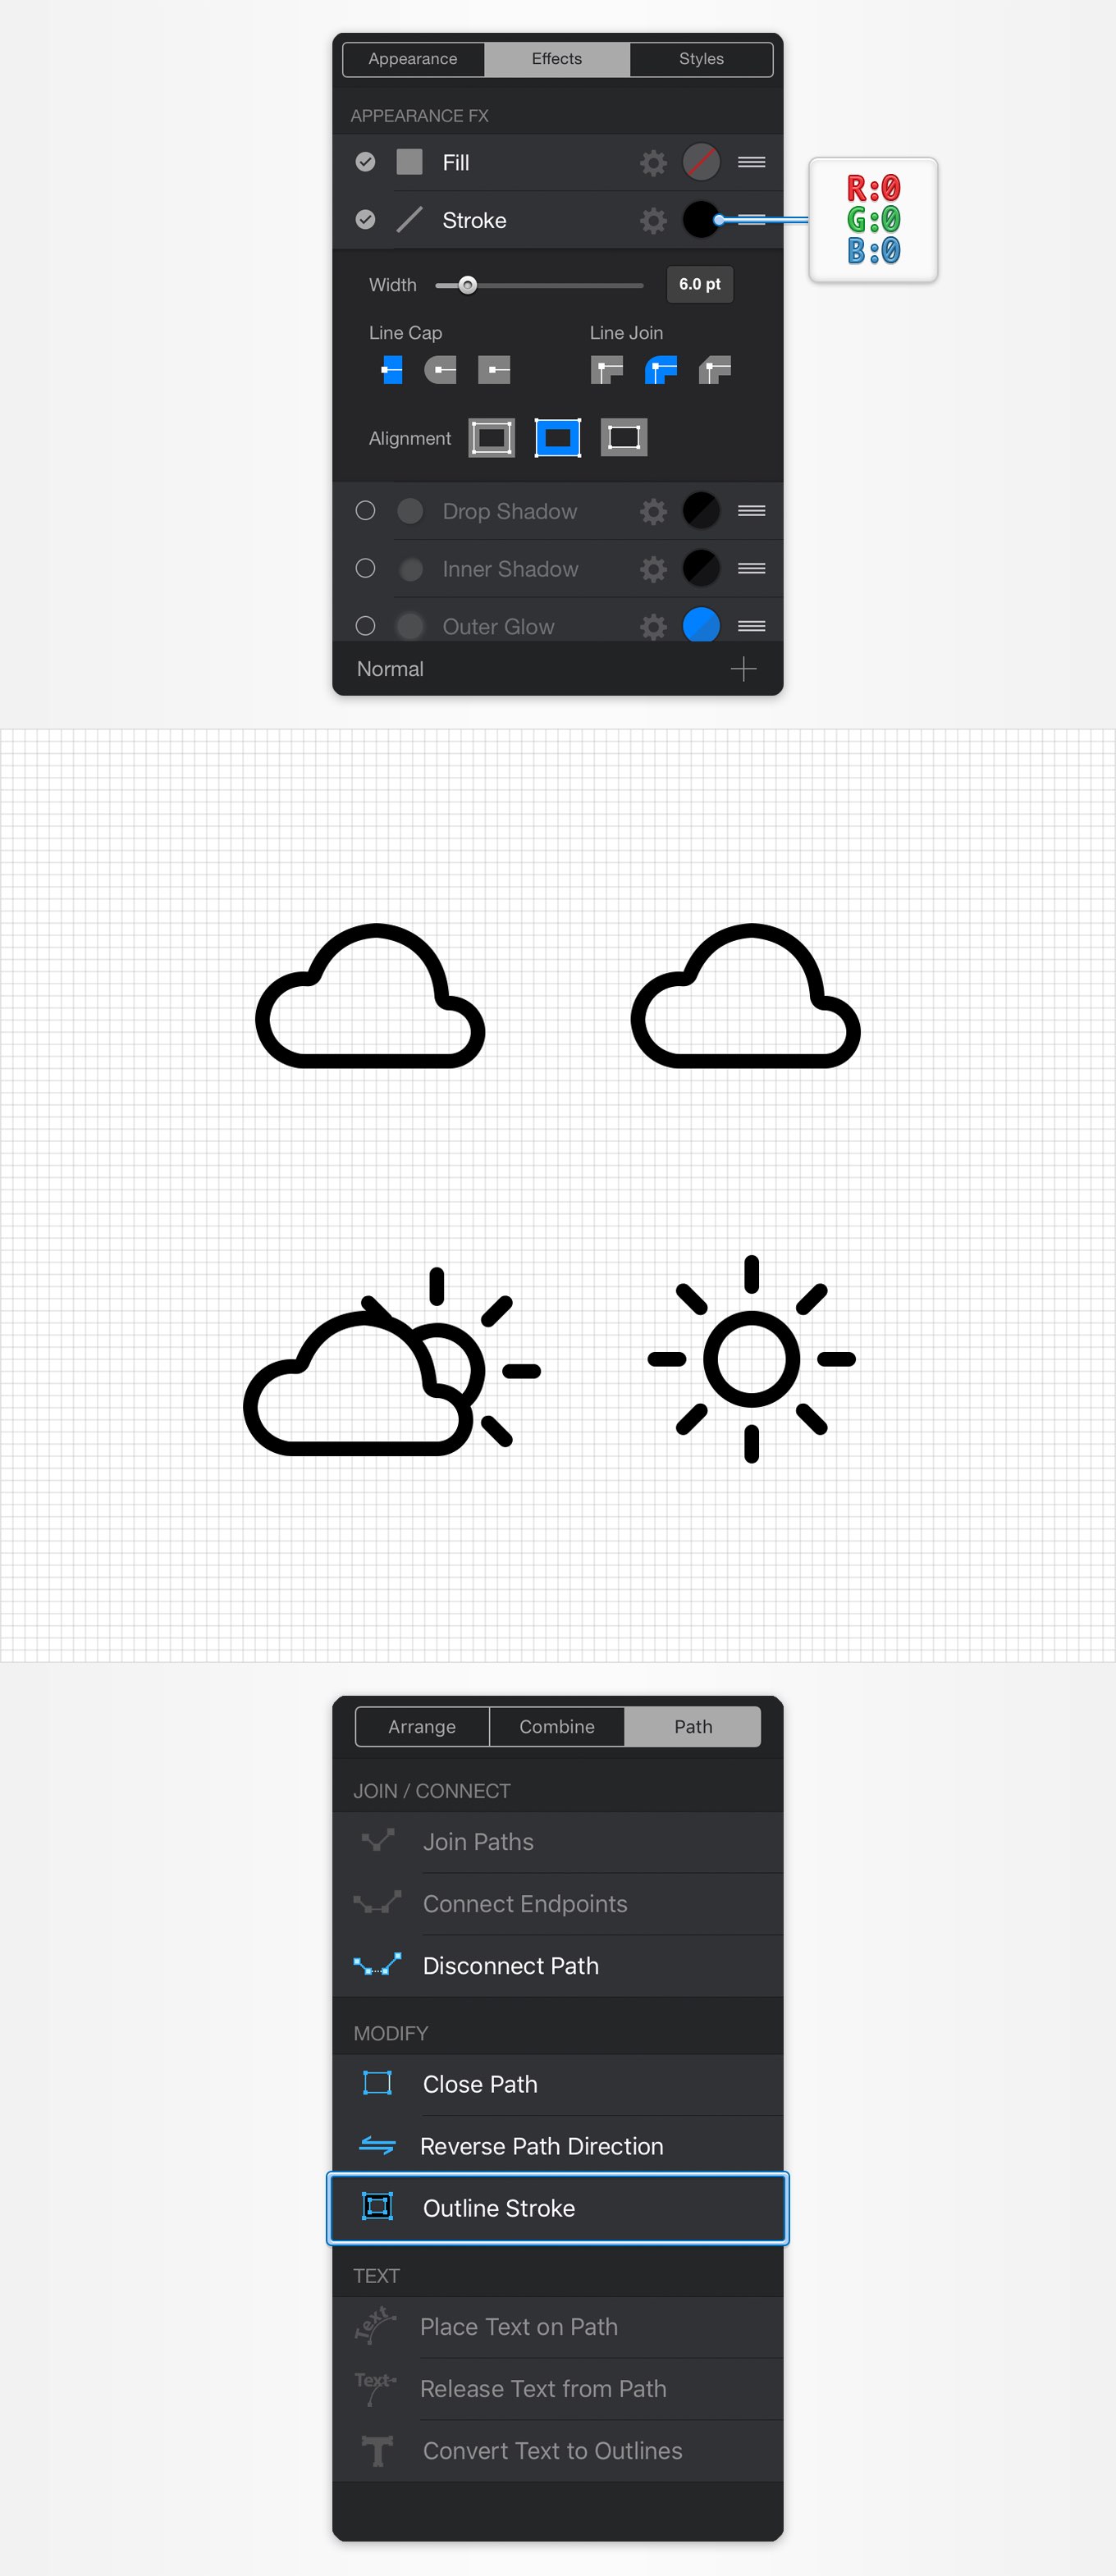 Appearance
Effects
Styles
APPEARANCE FX
Fill
Stroke
R:0
G:0
B:0
Width
6.0 pt
Line Cap
Line Join
Alignment
Drop Shadow
Inner Shadow
Outer Glow
Normal
Arrange
Combine
Path
JOIN / CONNECT
Join Paths
Connect Endpoints
Disconnect Path
MODIFY
Close Path
Reverse Path Direction
Outline Stroke
TEXT
Text
Place Text on Path
Text
Release Text from Path
T
Convert Text to Outlines